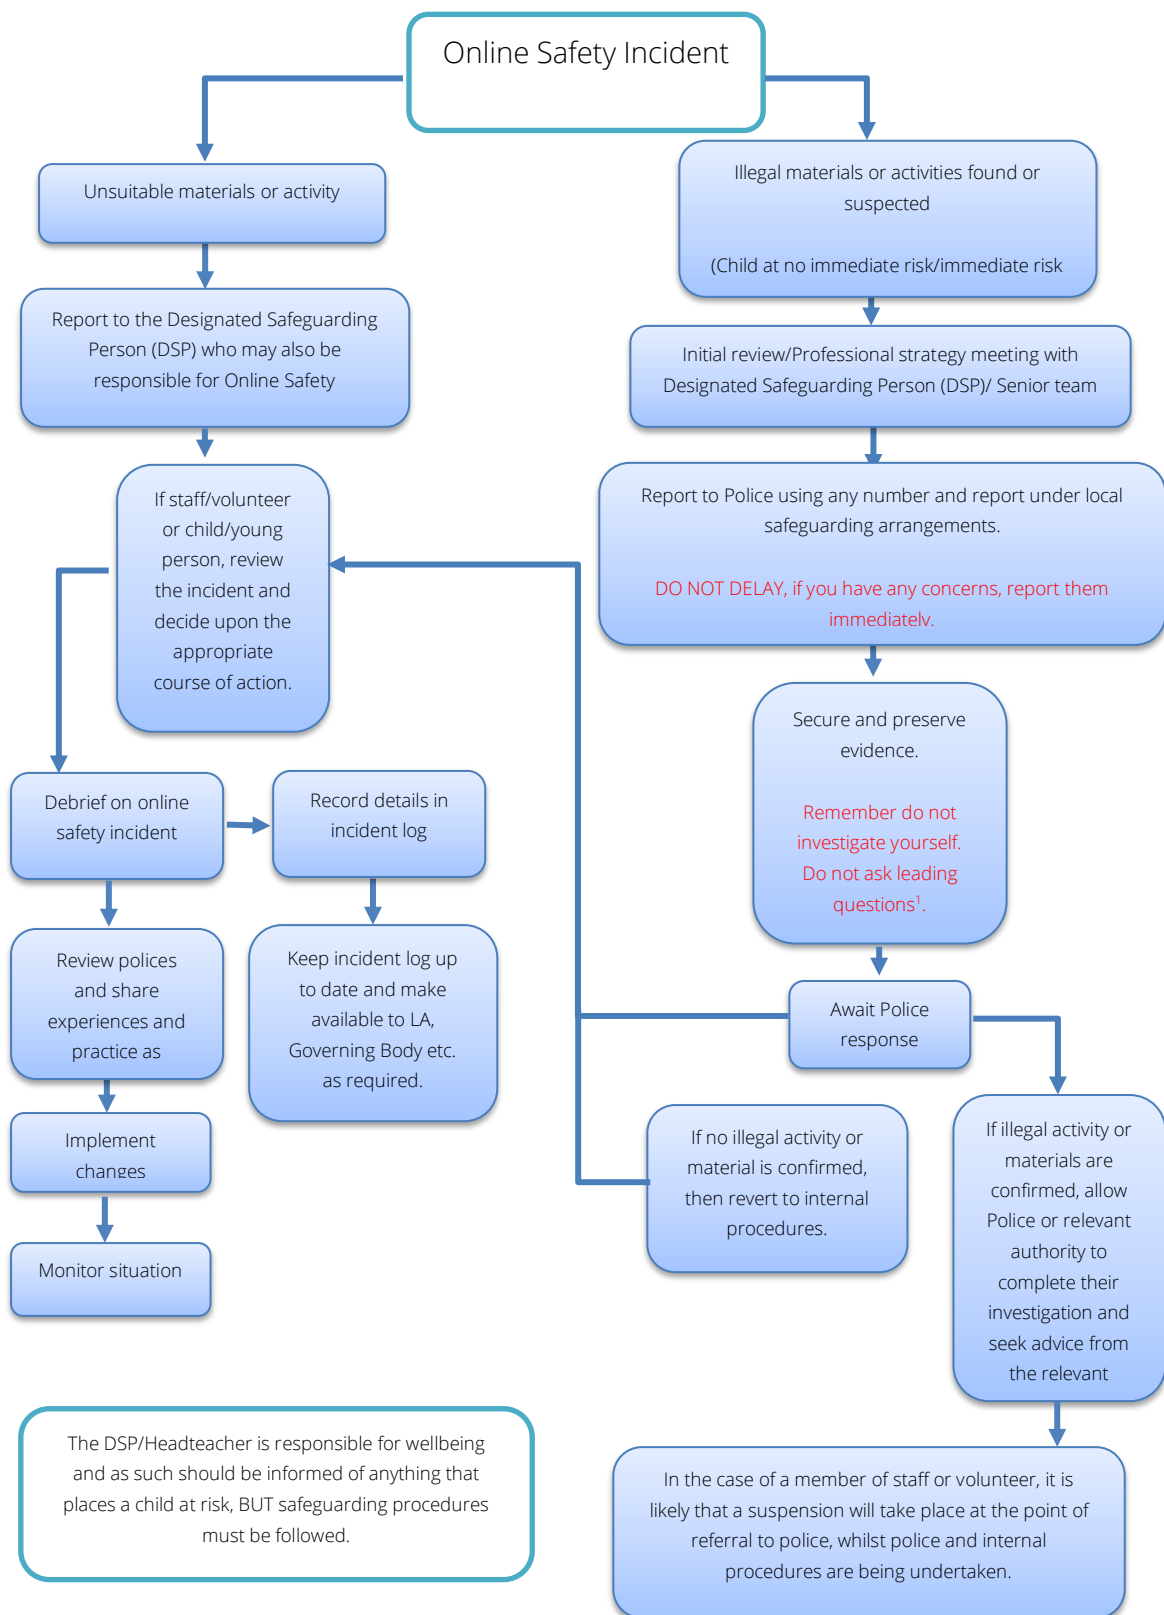 Online Safety Incident
Unsuitable materials or activity
Report to the Designated Safeguarding
Person (DSP) who may also be
responsible for Online Safety
If staff/volunteer
or child/young
person, review
the incident and
decide upon the
appropriate
course of action.
Debrief on online
safety incident
Record details in
incident log
Review polices
and share
experiences and
practice as
Keep incident log up
to date and make
available to LA,
Governing Body etc.
as required.
Implement
changes
Monitor situation
Illegal materials or activities found or
suspected
(Child at no immediate risk/immediate risk
Initial review/Professional strategy meeting with
Designated Safeguarding Person (DSP)/ Senior team
Report to Police using any number and report under local
safeguarding arrangements.
DO NOT DELAY, if you have any concerns, report them
immediately.
Secure and preserve
evidence.
Remember do not
investigate yourself.
Do not ask leading
questions¹.
Await Police
response
If no illegal activity or
material is confirmed,
then revert to internal
procedures.
If illegal activity or
materials are
confirmed, allow
Police or relevant
authority to
complete their
investigation and
seek advice from
the relevant
In the case of a member of staff or volunteer, it is
likely that a suspension will take place at the point of
referral to police, whilst police and internal
procedures are being undertaken.
The DSP/Headteacher is responsible for wellbeing
and as such should be informed of anything that
places a child at risk, BUT safeguarding procedures
must be followed.